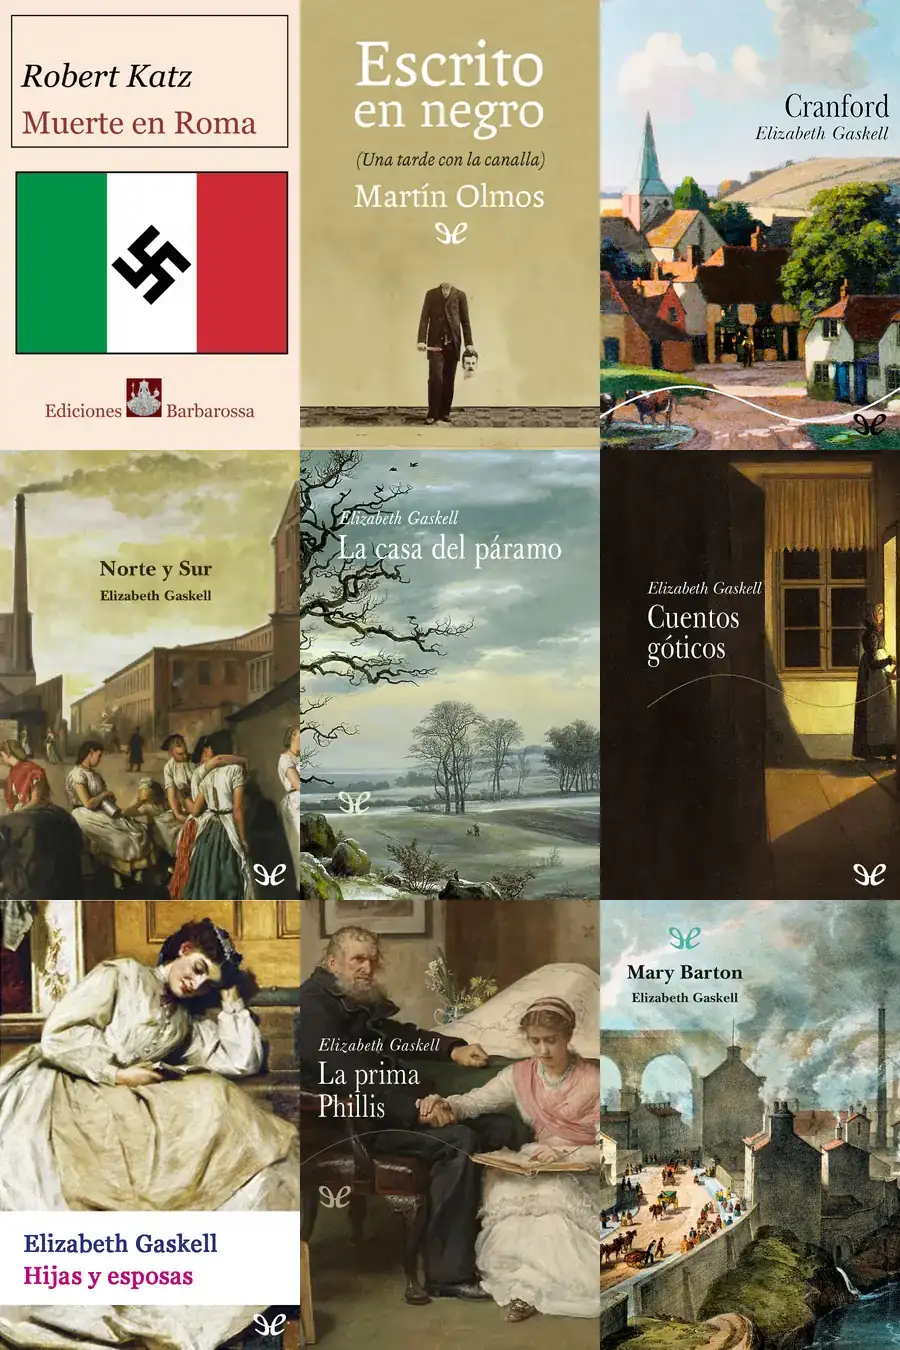 Robert Katz
Muerte en Roma
Ediciones Barbarossa
Escrito
en negro
(Una tarde con la canalla)
Martín Olmos
Cranford
Elizabeth Gaskell
Norte y Sur
Elizabeth Gaskell
Elizabeth Gaskell
La casa del páramo
Elizabeth Gaskell
Cuentos
góticos
Elizabeth Gaskell
Hijas y esposas
Elizabeth Gaskell
La prima
Phillis
Mary Barton
Elizabeth Gaskell